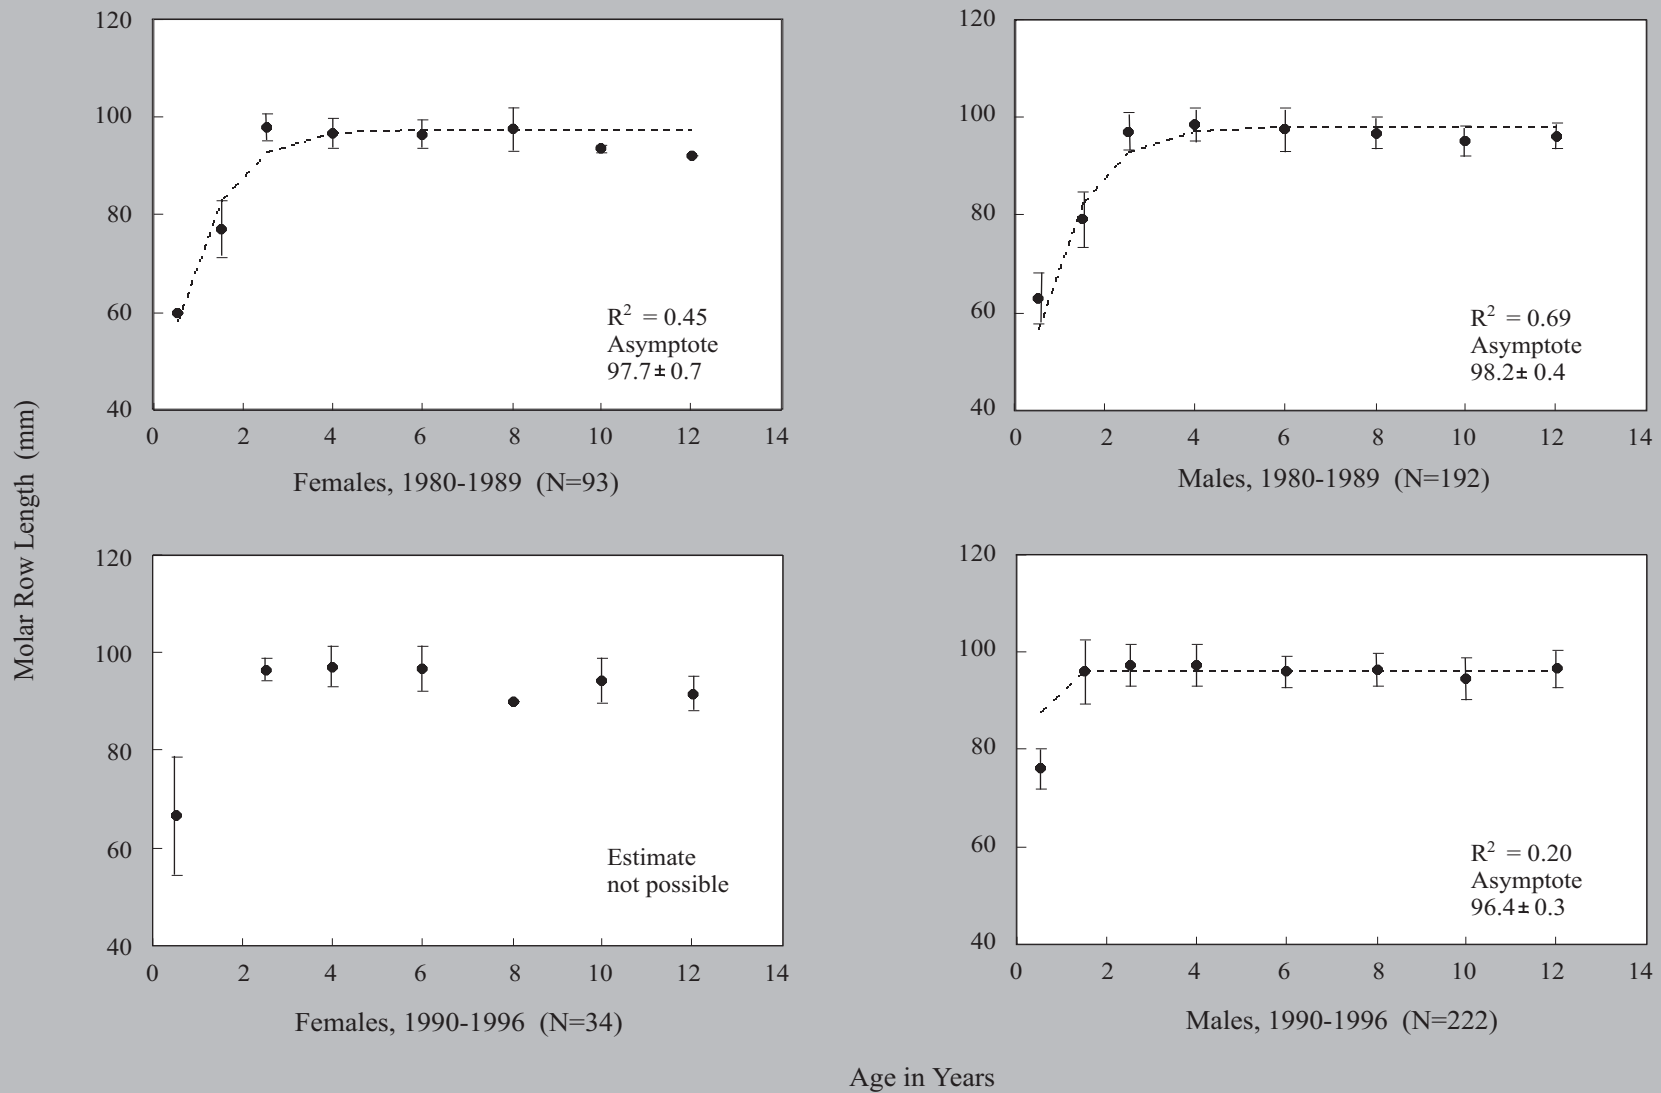 Molar Row Length (mm)
120
100
80
60
40
0 2 4 6 8 10 12 14
R² = 0.45
Asymptote
97.7 ± 0.7
Females, 1980-1989 (N=93)
120
100
80
60
40
0 2 4 6 8 10 12 14
R² = 0.69
Asymptote
98.2 ± 0.4
Males, 1980-1989 (N=192)
120
100
80
60
40
0 2 4 6 8 10 12 14
Estimate
not possible
Females, 1990-1996 (N=34)
120
100
80
60
40
0 2 4 6 8 10 12 14
R² = 0.20
Asymptote
96.4 ± 0.3
Males, 1990-1996 (N=222)
Age in Years